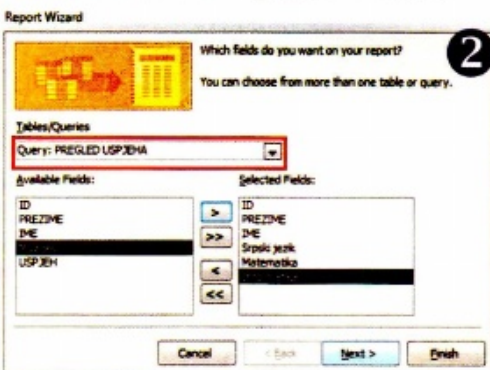 Report Wizard
Which fields do you want on your report?
2
You can choose from more than one table or query.
Tables/Queries
Query: PREGLED USPJEHA
Available Fields:
Selected Fields:
ID
PREZIME
IME
USPJEH
>
>>
<
<<
ID
PREZIME
IME
Srpski jezik
Matematika
Cancel
< Back
Next >
Finish